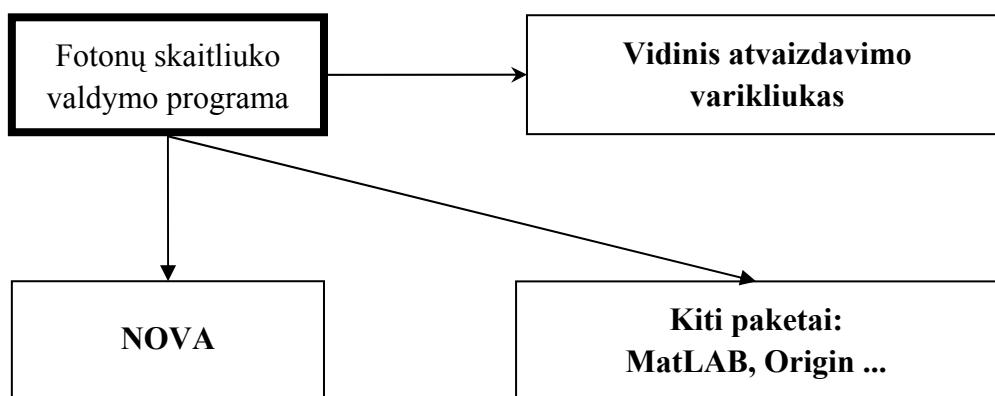 Fotonų skaitliuko
valdymo programa
Vidinis atvaizdavimo
varikliukas
NOVA
Kiti paketai:
MatLAB, Origin ...